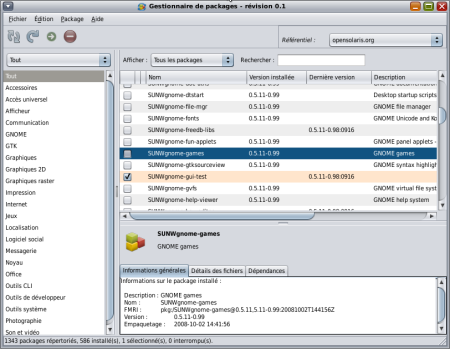 Gestionnaire de packages - révision 0.1
Fichier Édition Package Aide
Référentiel : opensolaris.org
Tout Afficher : Tous les packages Rechercher :
Nom Version installée Dernière version Description
Tout
Accessoires
Accès universel
Afficheur
Communication
GNOME
GTK
Graphiques
Graphiques 2D
Graphiques raster
Impression
Internet
Jeux
Localisation
Logiciel social
Messagerie
Noyau
Office
Outils CLI
Outils de développeur
Outils système
Photographie
Son et vidéo
SUNWgnome-dtstart 0.5.11-0.99 Desktop startup scripts
SUNWgnome-file-mgr 0.5.11-0.99 GNOME file manager
SUNWgnome-fonts 0.5.11-0.99 GNOME Unicode and Ko
SUNWgnome-freedb-libs 0.5.11-0.98:0916
SUNWgnome-fun-applets 0.5.11-0.99 GNOME panel applets -
SUNWgnome-games 0.5.11-0.99 GNOME games
SUNWgnome-gtksourceview 0.5.11-0.99 GNOME syntax highligh
SUNWgnome-gui-test 0.5.11-0.98:0916
SUNWgnome-gvfs 0.5.11-0.99 GNOME virtual file syst
SUNWgnome-help-viewer 0.5.11-0.99 GNOME help system
SUNWgnome-games
GNOME games
Informations générales Détails des fichiers Dépendances
Informations sur le package installé :
Description : GNOME games
Nom : SUNWgnome-games
FMRI : pkg:/SUNWgnome-games@0.5.11,5.11-0.99:20081002T144156Z
Version : 0.5.11-0.99
Empaquetage : 2008-10-02 14:41:56
1343 packages répertoriés, 586 installé(s), 1 sélectionné(s), 0 interrompu(s).